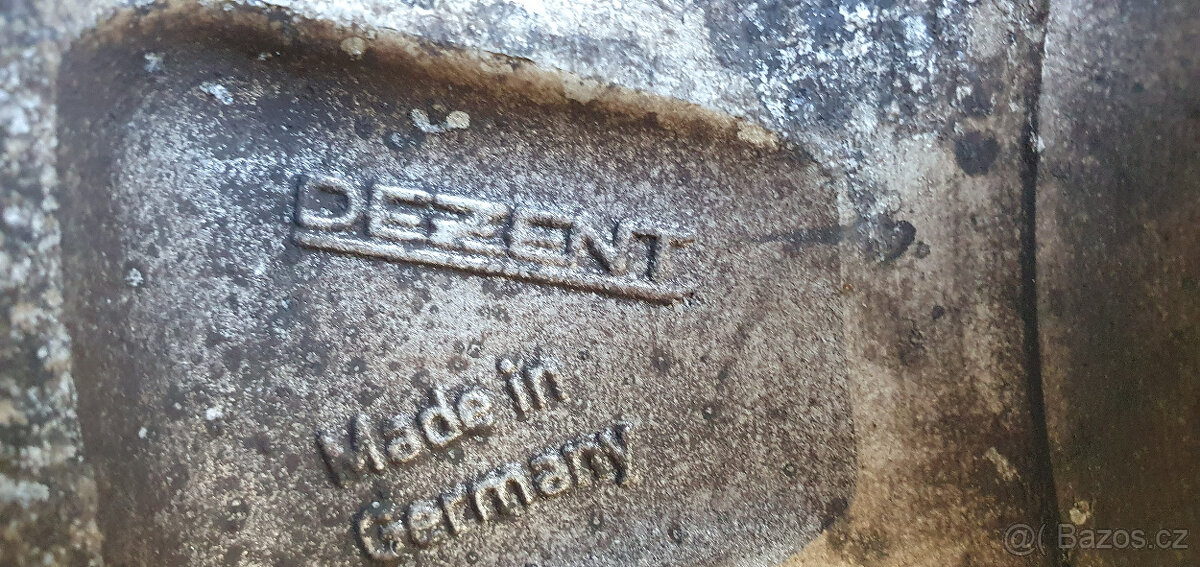 DEZENT
Made in
Germany
@( Bazos.cz